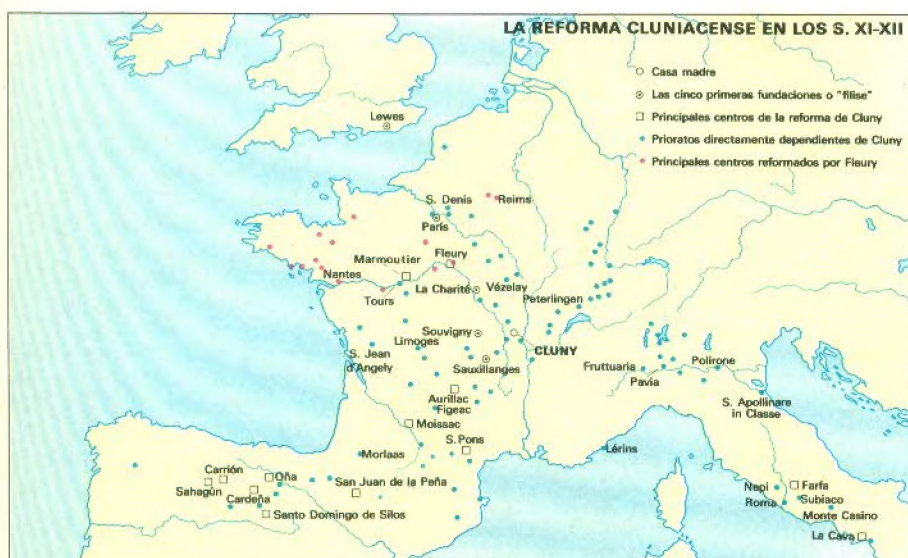 LA REFORMA CLUNIACENSE EN LOS S. XI-XII
Casa madre
Las cinco primeras fundaciones o "filise"
Principales centros de la reforma de Cluny
Prioratos directamente dependientes de Cluny
Principales centros reformados por Fleury
Lewes
S. Denis
Reims
Paris
Marmoutier
Fleury
Nantes
Tours
La Charité
Vézelay
Peterlingen
Souvigny
CLUNY
Limoges
S. Jean
d'Angely
Sauxillanges
Fruttuaria
Polirone
Pavia
Aurillac
Figeac
S. Apollinare
in Classe
Moissac
S. Pons
Morlaas
Lérins
Carrión
Oña
San Juan de la Peña
Sahagún
Cardeña
Santo Domingo de Silos
Nepi
Farfa
Roma
Subiaco
Monte Casino
La Cava